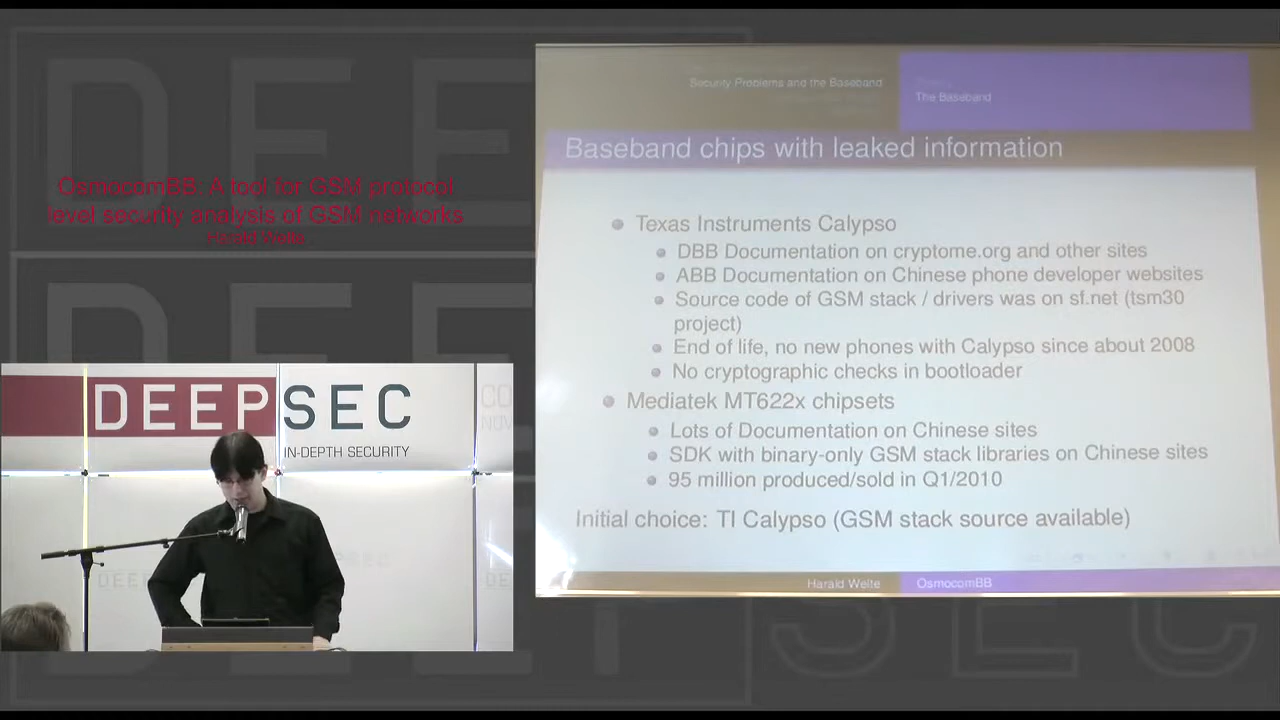 OsmocomBB: A tool for GSM protocol
level security analysis of GSM networks
Harald Welte
DEEPSEC
IN-DEPTH SECURITY
Security Problems and the Baseband
The Baseband
Baseband chips with leaked information
Texas Instruments Calypso
DBB Documentation on cryptome.org and other sites
ABB Documentation on Chinese phone developer websites
Source code of GSM stack / drivers was on sf.net (tsm30
project)
End of life, no new phones with Calypso since about 2008
No cryptographic checks in bootloader
Mediatek MT622x chipsets
Lots of Documentation on Chinese sites
SDK with binary-only GSM stack libraries on Chinese sites
95 million produced/sold in Q1/2010
Initial choice: TI Calypso (GSM stack source available)
Harald Welte
OsmocomBB